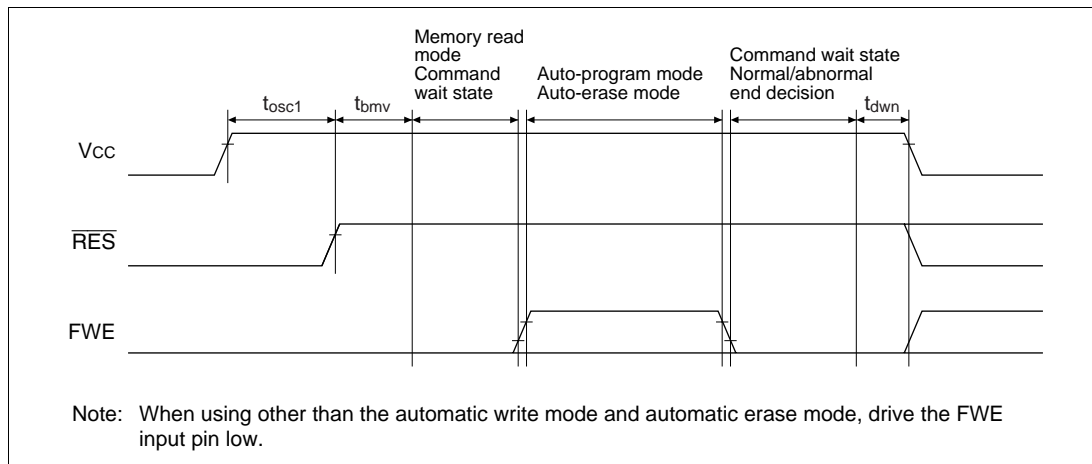 Memory read
mode
Command
wait state
Auto-program mode
Auto-erase mode
Command wait state
Normal/abnormal
end decision
tosc1
tbmv
tdwn
VCC
RES
FWE
Note: When using other than the automatic write mode and automatic erase mode, drive the FWE
input pin low.